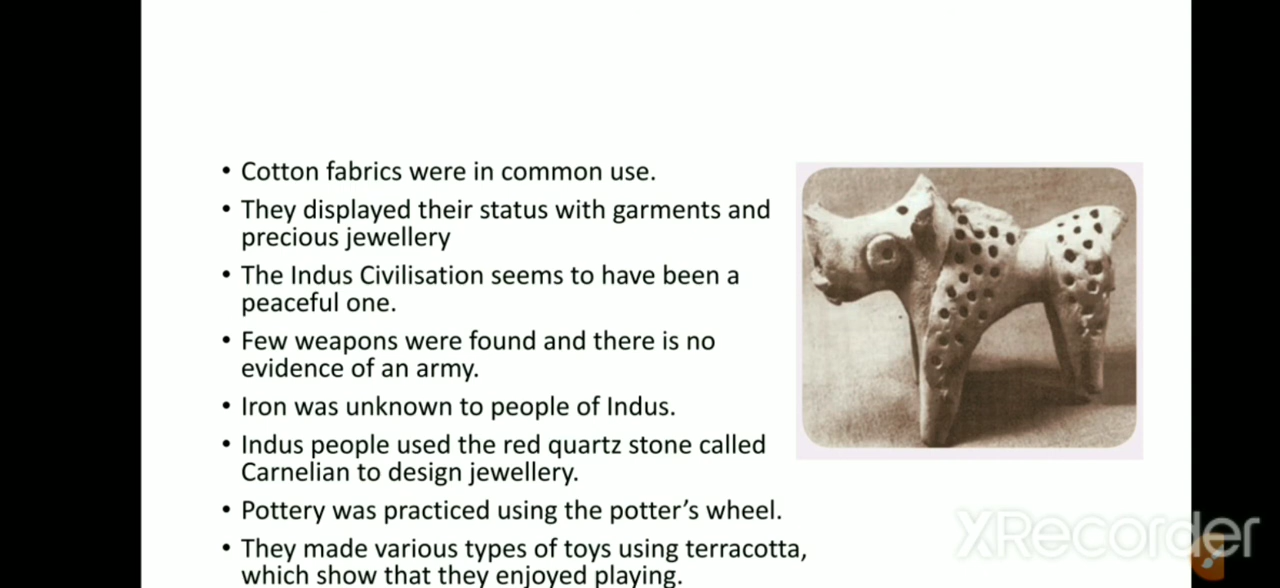 • Cotton fabrics were in common use.
• They displayed their status with garments and
precious jewellery
• The Indus Civilisation seems to have been a
peaceful one.
• Few weapons were found and there is no
evidence of an army.
• Iron was unknown to people of Indus.
• Indus people used the red quartz stone called
Carnelian to design jewellery.
• Pottery was practiced using the potter’s wheel.
• They made various types of toys using terracotta,
which show that they enjoyed playing.
XRecorder